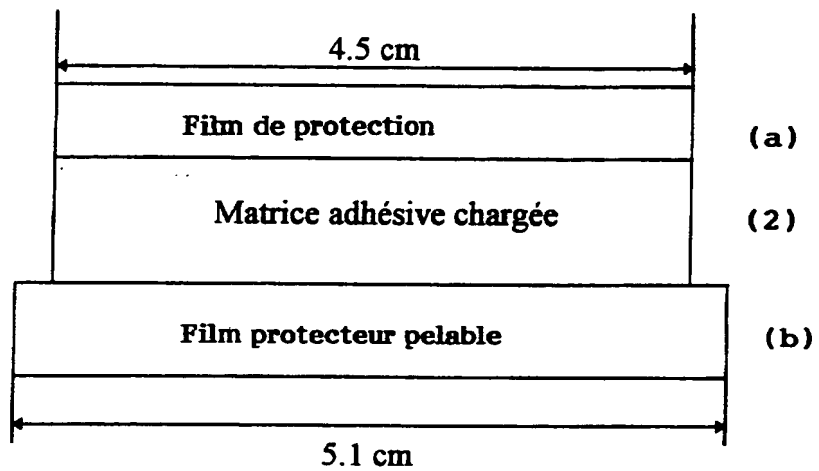 4.5 cm
Film de protection (a)
Matrice adhésive chargée (2)
Film protecteur pelable (b)
5.1 cm